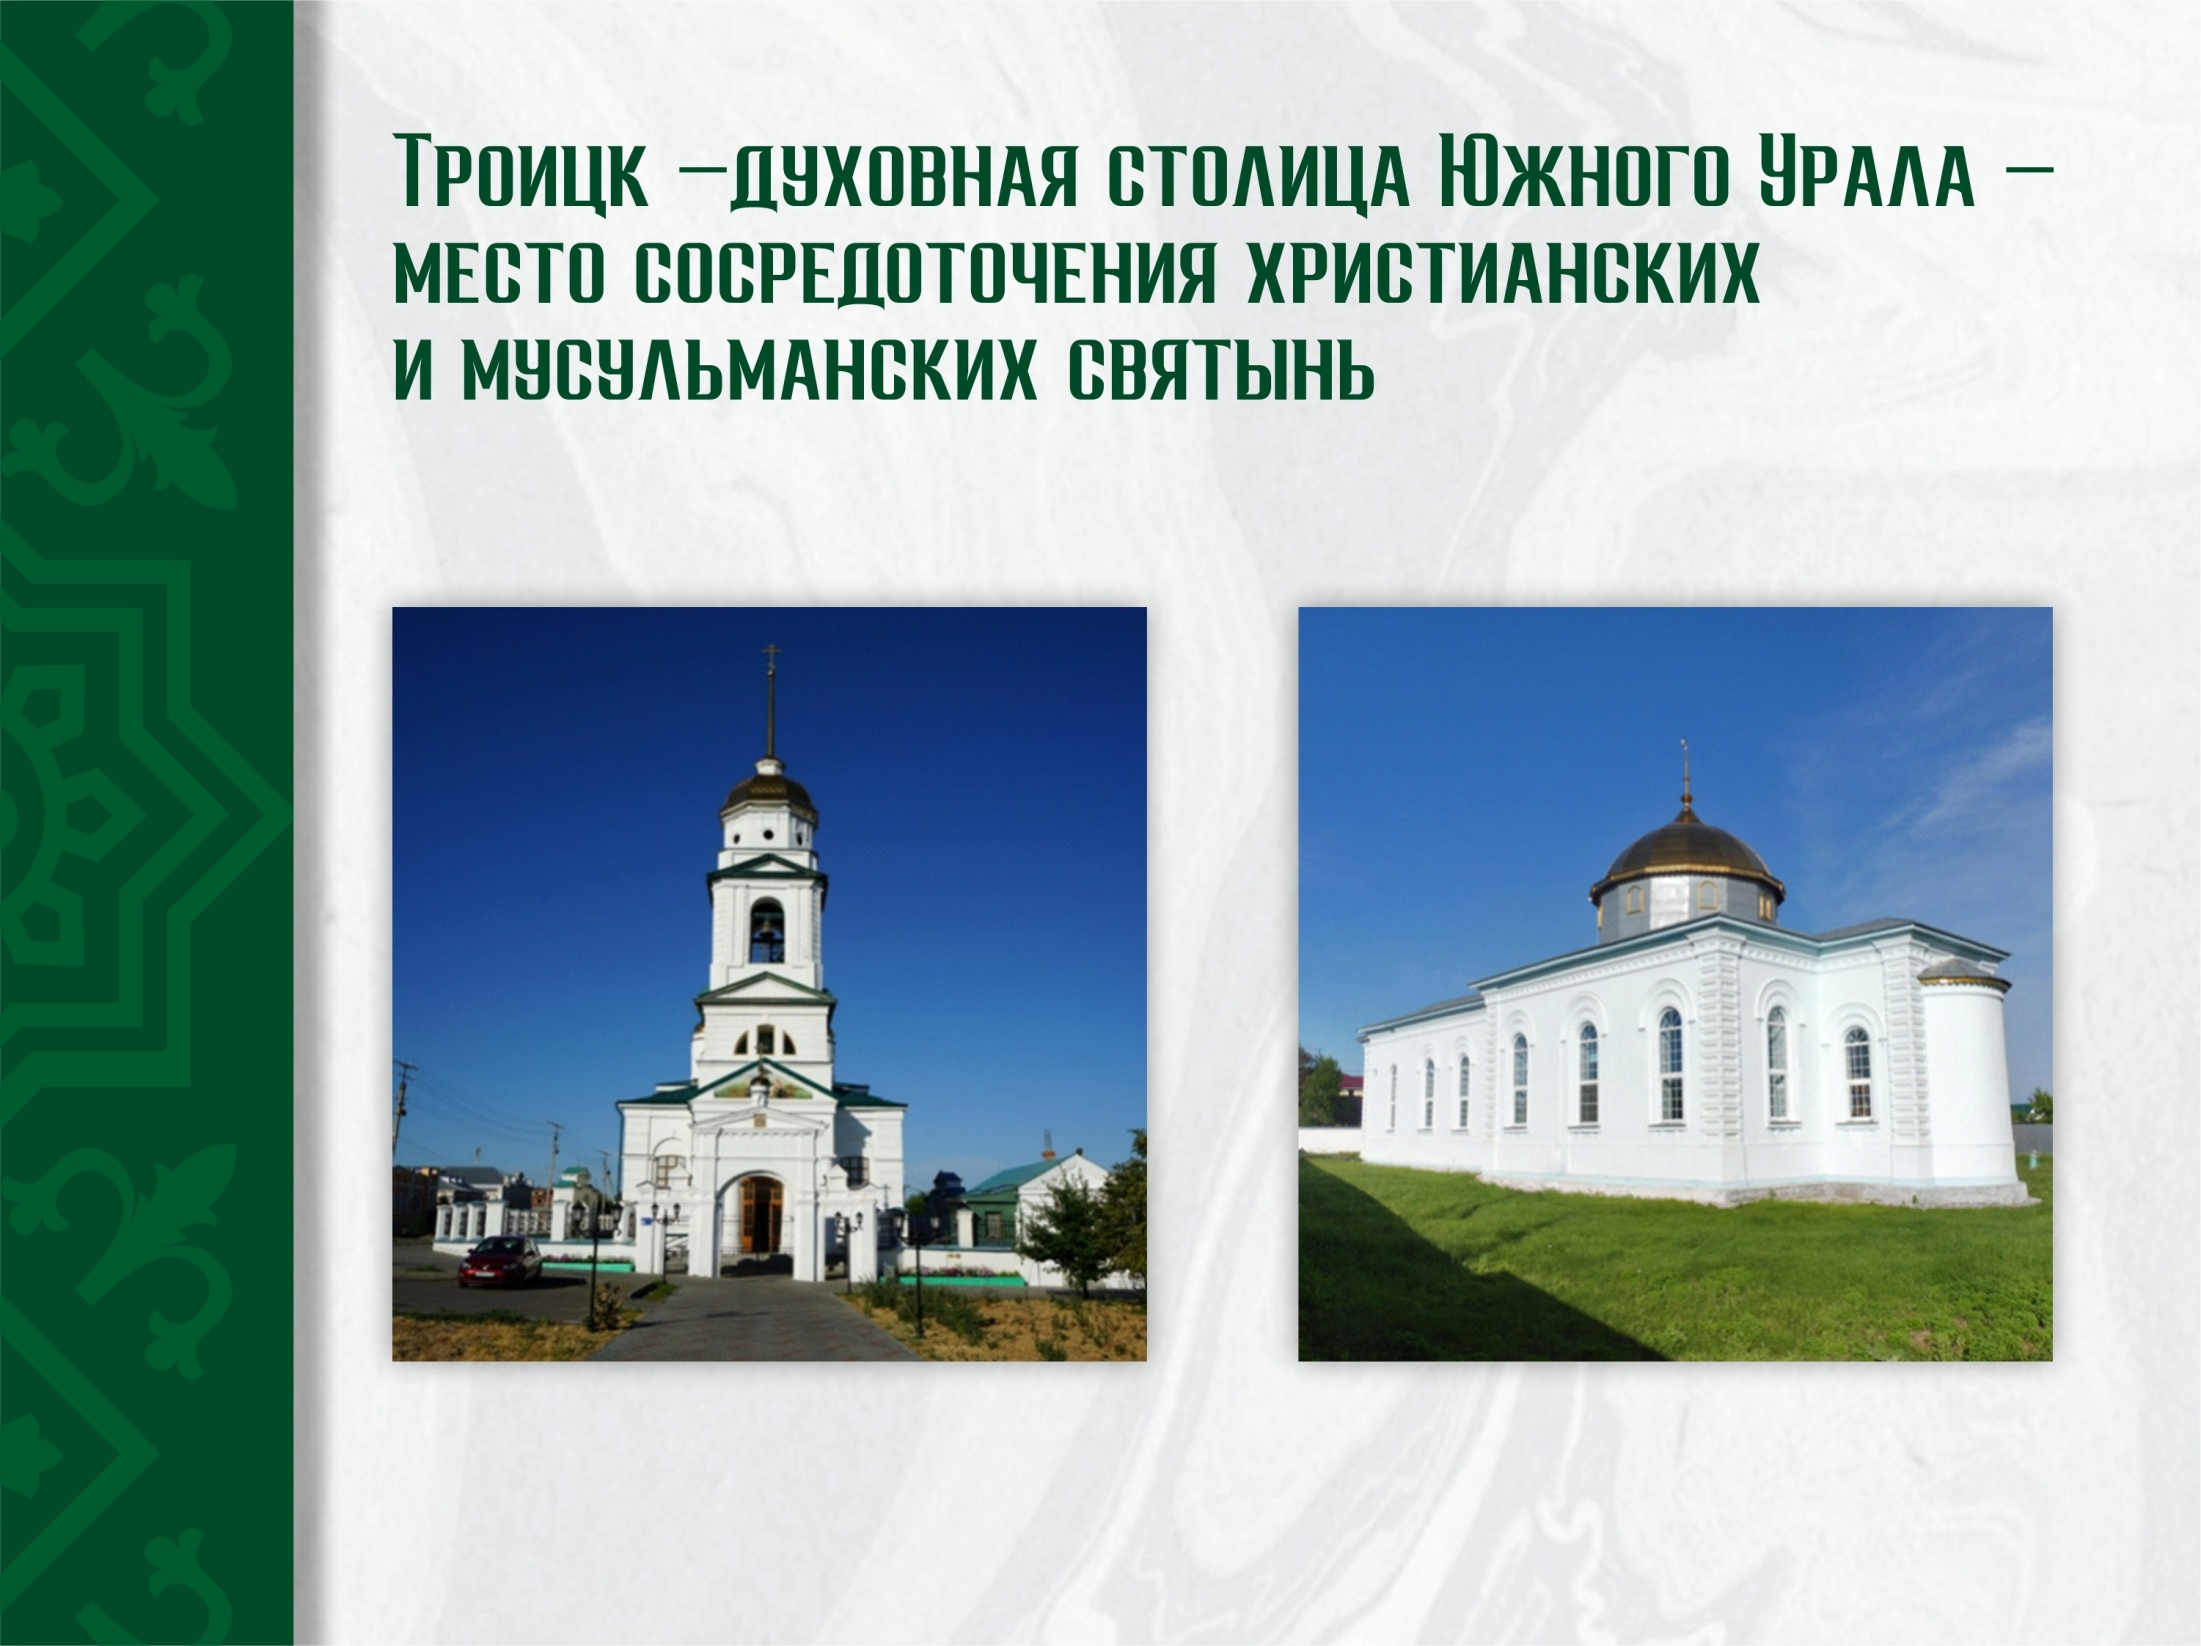 Троицк –духовная столица Южного Урала –
место сосредоточения христианских
и мусульманских святынь